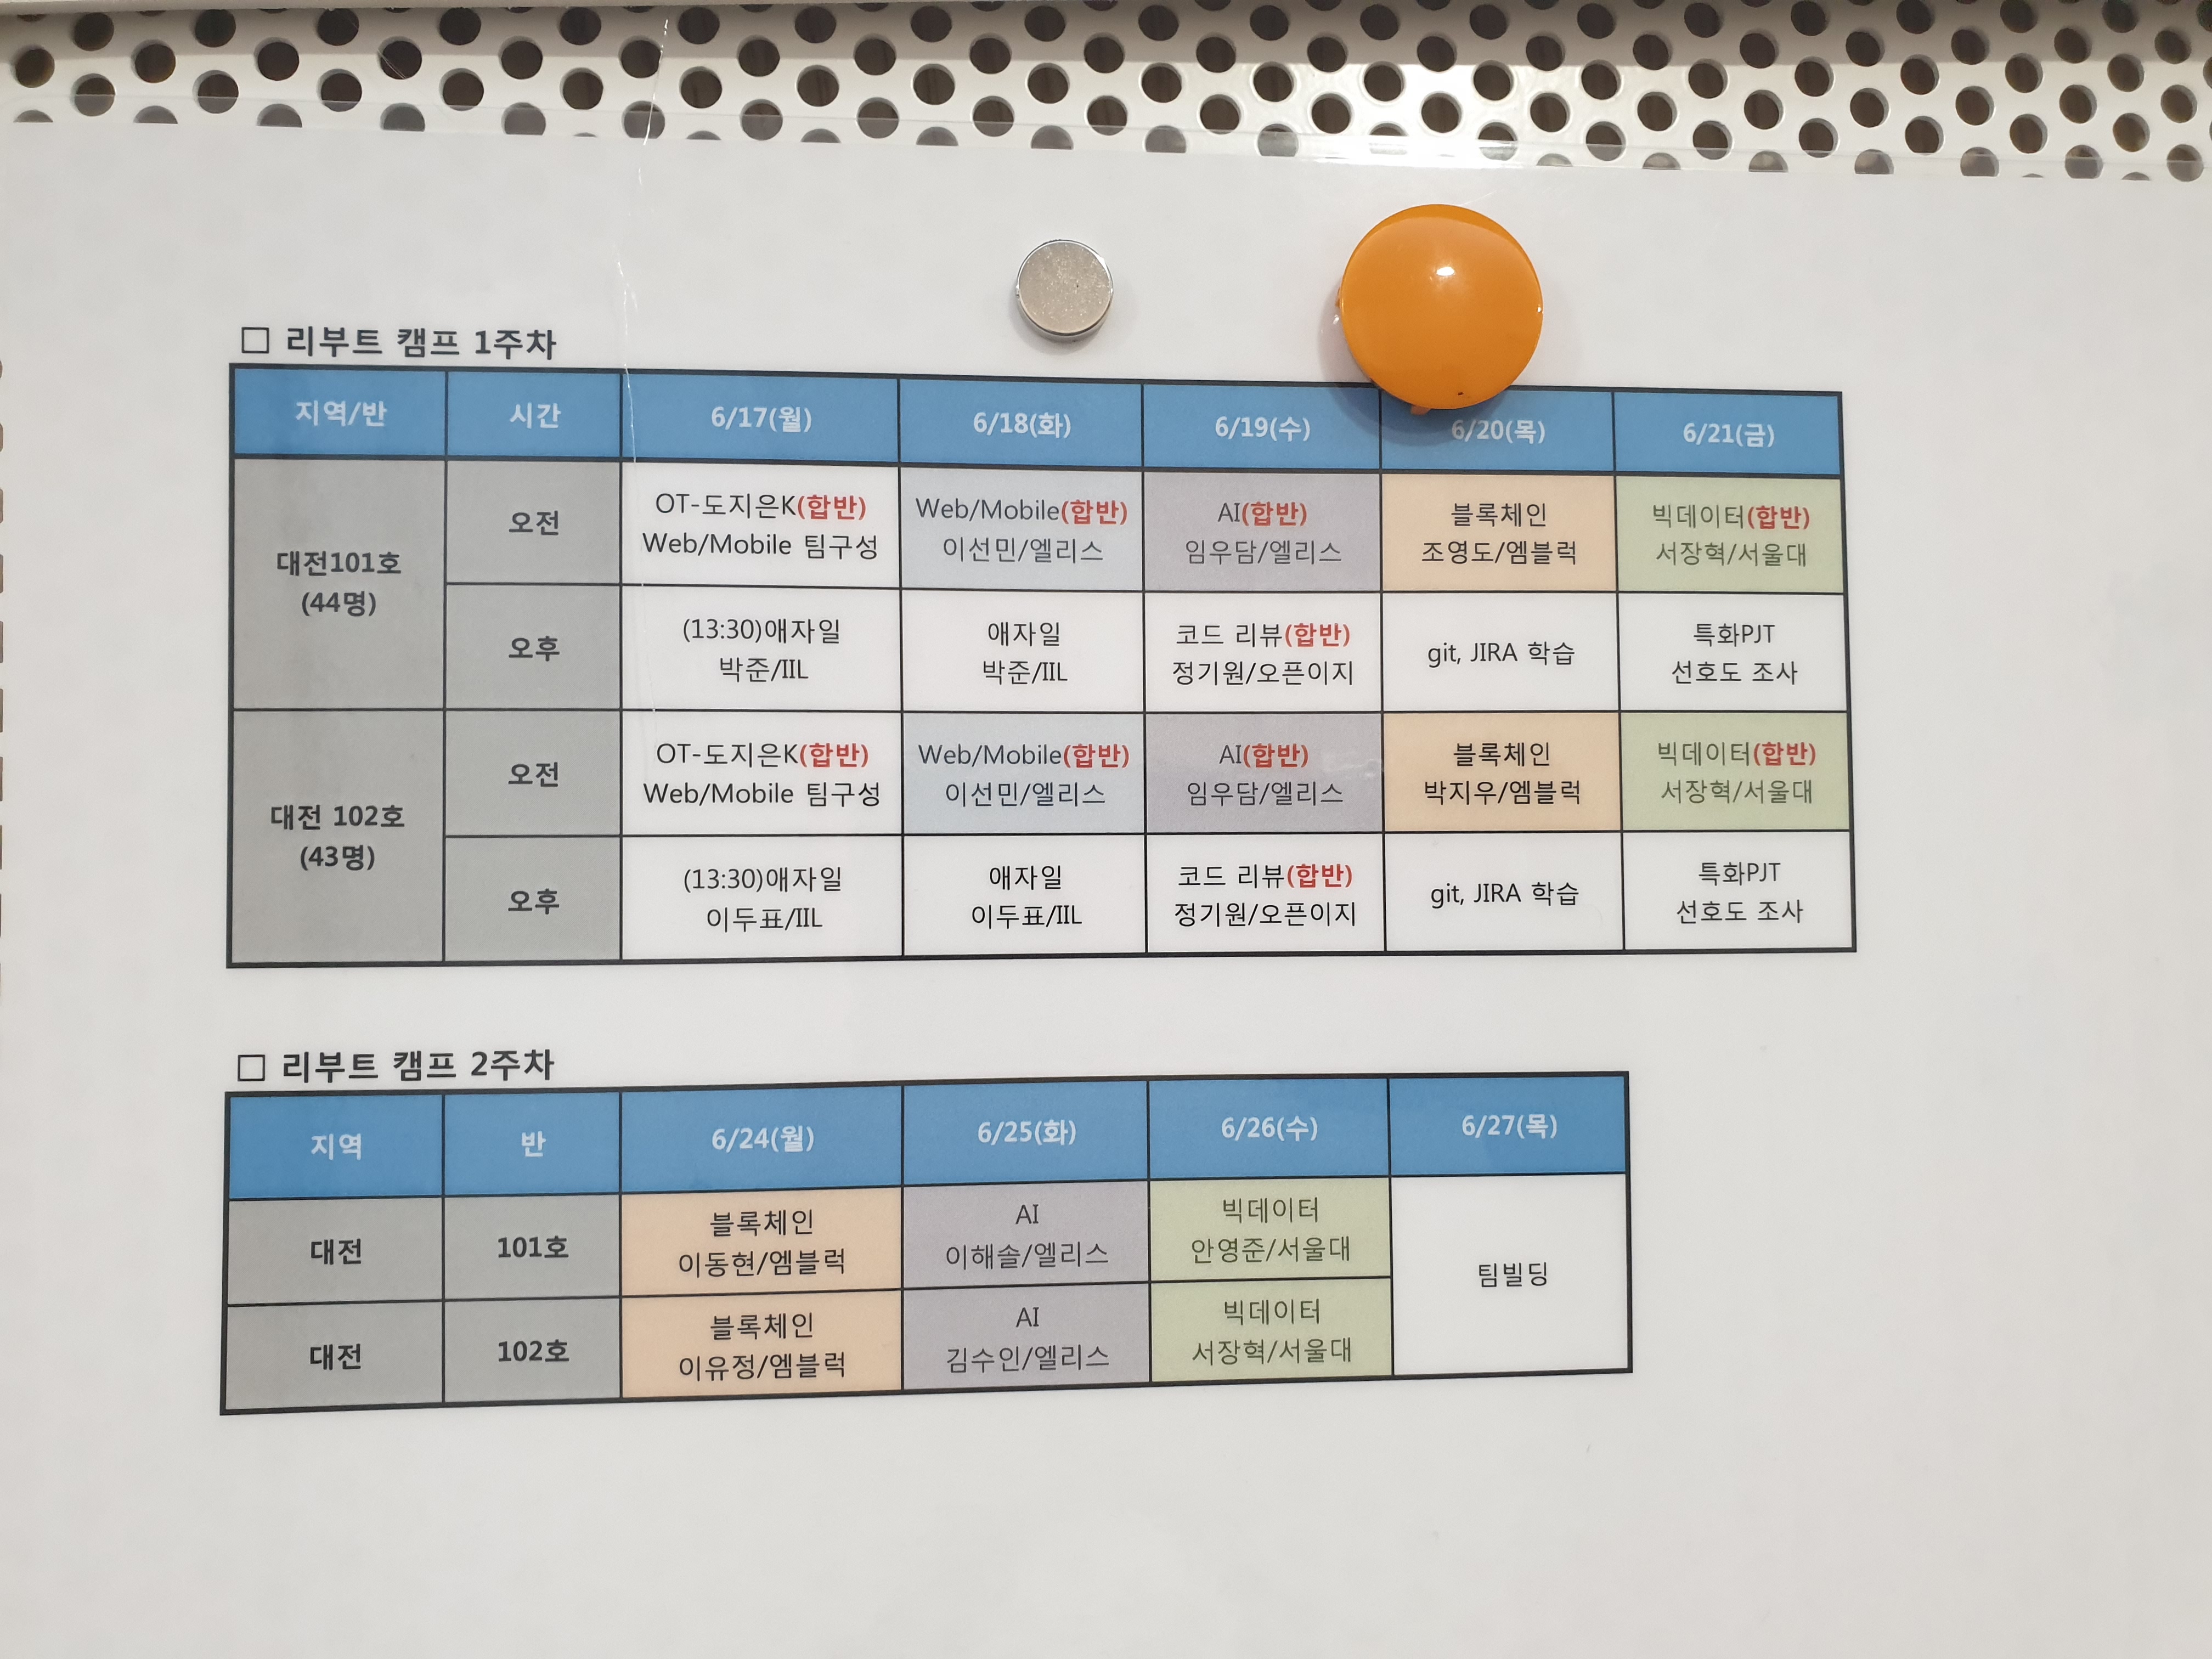 □ 리부트 캠프 1주차
지역/반 시간 6/17(월) 6/18(화) 6/19(수) 6/20(목) 6/21(금)
대전101호
(44명)
오전
OT-도지은K(합반)
Web/Mobile 팀구성
Web/Mobile(합반)
이선민/엘리스
AI(합반)
임우담/엘리스
블록체인
조영도/엠블럭
빅데이터(합반)
서장혁/서울대
오후
(13:30)애자일
박준/IIL
애자일
박준/IIL
코드 리뷰(합반)
정기원/오픈이지
git, JIRA 학습
특화PJT
선호도 조사
대전 102호
(43명)
오전
OT-도지은K(합반)
Web/Mobile 팀구성
Web/Mobile(합반)
이선민/엘리스
AI(합반)
임우담/엘리스
블록체인
박지우/엠블럭
빅데이터(합반)
서장혁/서울대
오후
(13:30)애자일
이두표/IIL
애자일
이두표/IIL
코드 리뷰(합반)
정기원/오픈이지
git, JIRA 학습
특화PJT
선호도 조사
□ 리부트 캠프 2주차
지역 반 6/24(월) 6/25(화) 6/26(수) 6/27(목)
대전
101호
블록체인
이동현/엠블럭
AI
이해솔/엘리스
빅데이터
안영준/서울대
팀빌딩
대전
102호
블록체인
이유정/엠블럭
AI
김수인/엘리스
빅데이터
서장혁/서울대